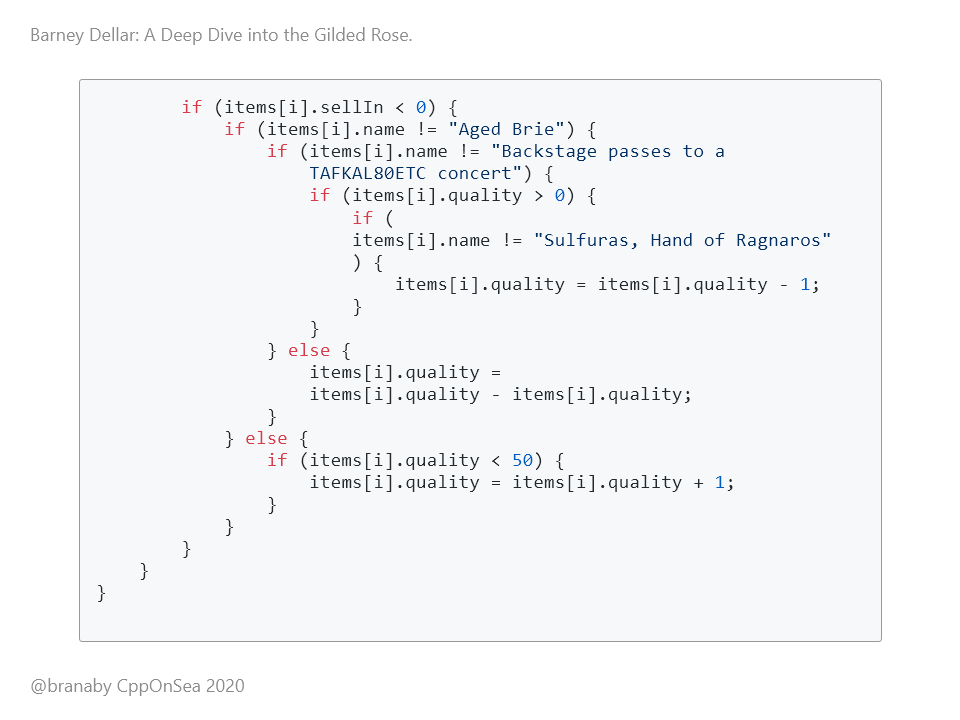 Barney Dellar: A Deep Dive into the Gilded Rose.
        if (items[i].sellIn < 0) {
            if (items[i].name != "Aged Brie") {
                if (items[i].name != "Backstage passes to a
                    TAFKAL80ETC concert") {
                    if (items[i].quality > 0) {
                        if (
                        items[i].name != "Sulfuras, Hand of Ragnaros"
                        ) {
                            items[i].quality = items[i].quality - 1;
                        }
                    }
                } else {
                    items[i].quality =
                    items[i].quality - items[i].quality;
                }
            } else {
                if (items[i].quality < 50) {
                    items[i].quality = items[i].quality + 1;
                }
            }
        }
    }
}
@branaby CppOnSea 2020